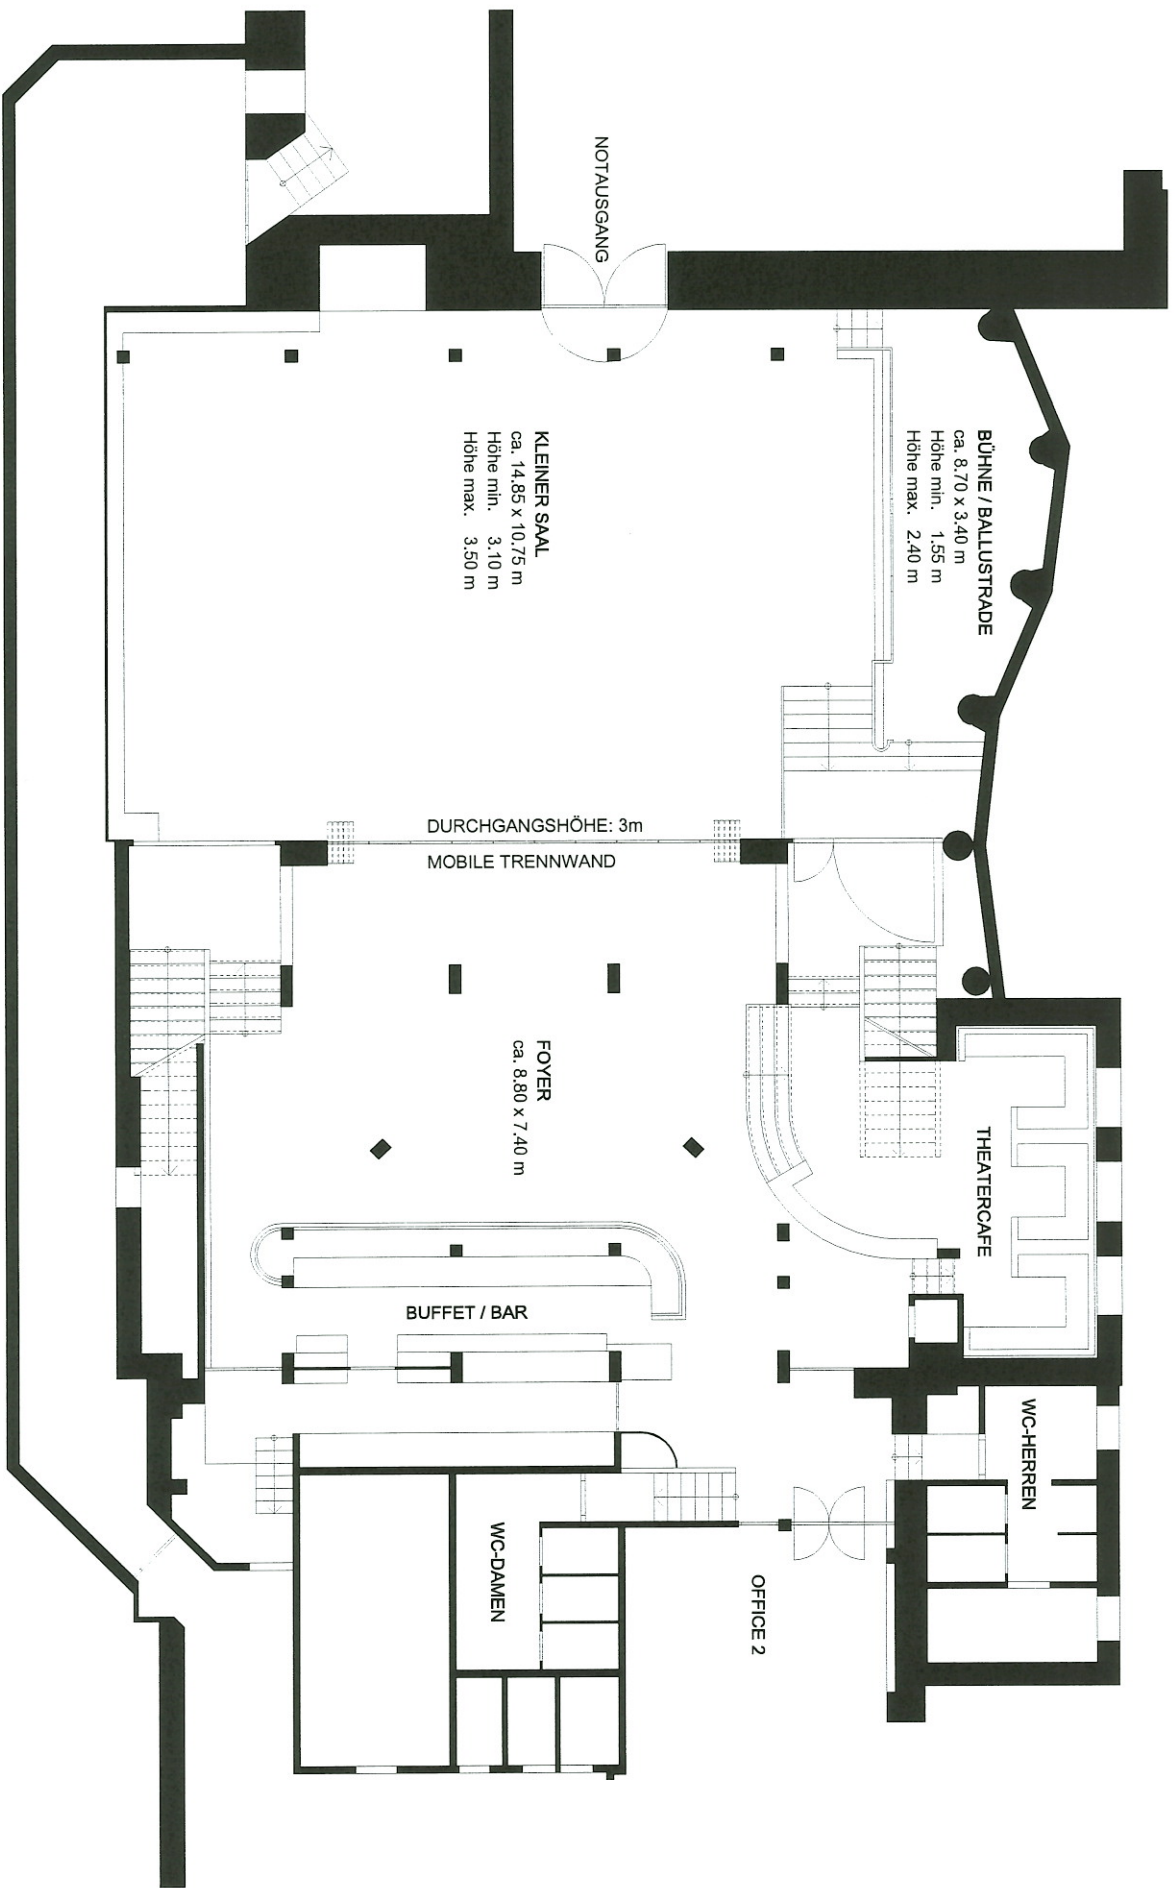 NOTAUSGANG
BÜHNE / BALLUSTRADE
ca. 8.70 x 3.40 m
Höhe min. 1.55 m
Höhe max. 2.40 m
KLEINER SAAL
ca. 14.85 x 10.75 m
Höhe min. 3.10 m
Höhe max. 3.50 m
DURCHGANGSHÖHE: 3m
MOBILE TRENNWAND
FOYER
ca. 8.80 x 7.40 m
THEATERCAFE
BUFFET / BAR
WC-HERREN
WC-DAMEN
OFFICE 2